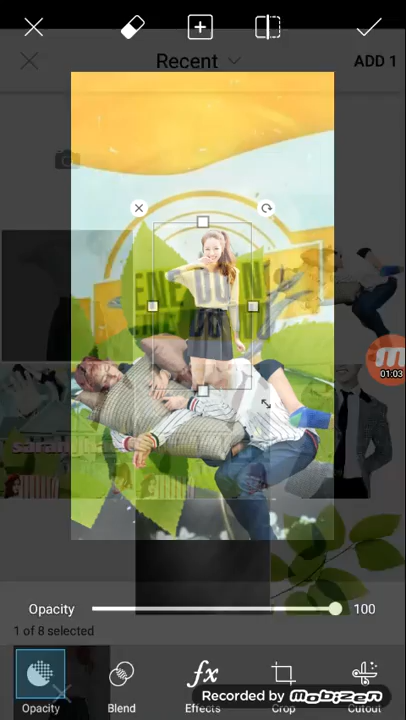 Recent
ADD 1
01:03
sarah
Opacity
100
1 of 8 selected
Opacity
Blend
fx
Effects
Crop
Cutout
Recorded by Mobizen